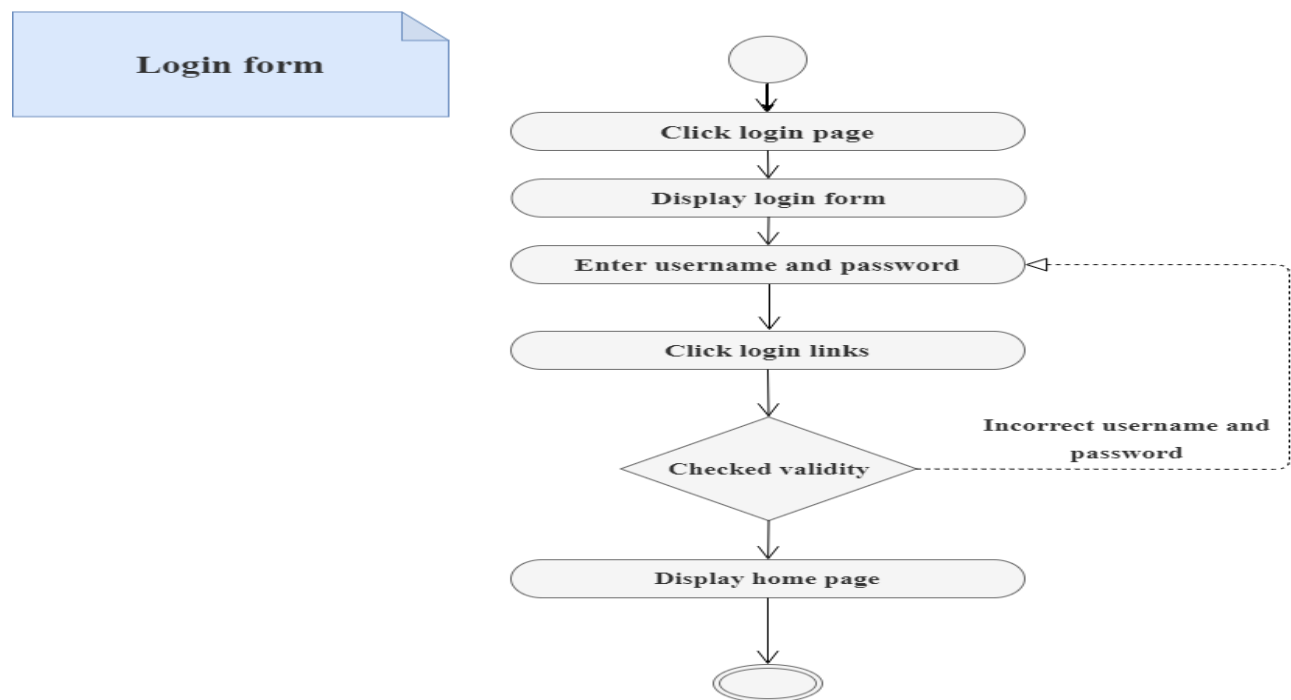 Login form
Click login page
Display login form
Enter username and password
Click login links
Incorrect username and
password
Checked validity
Display home page